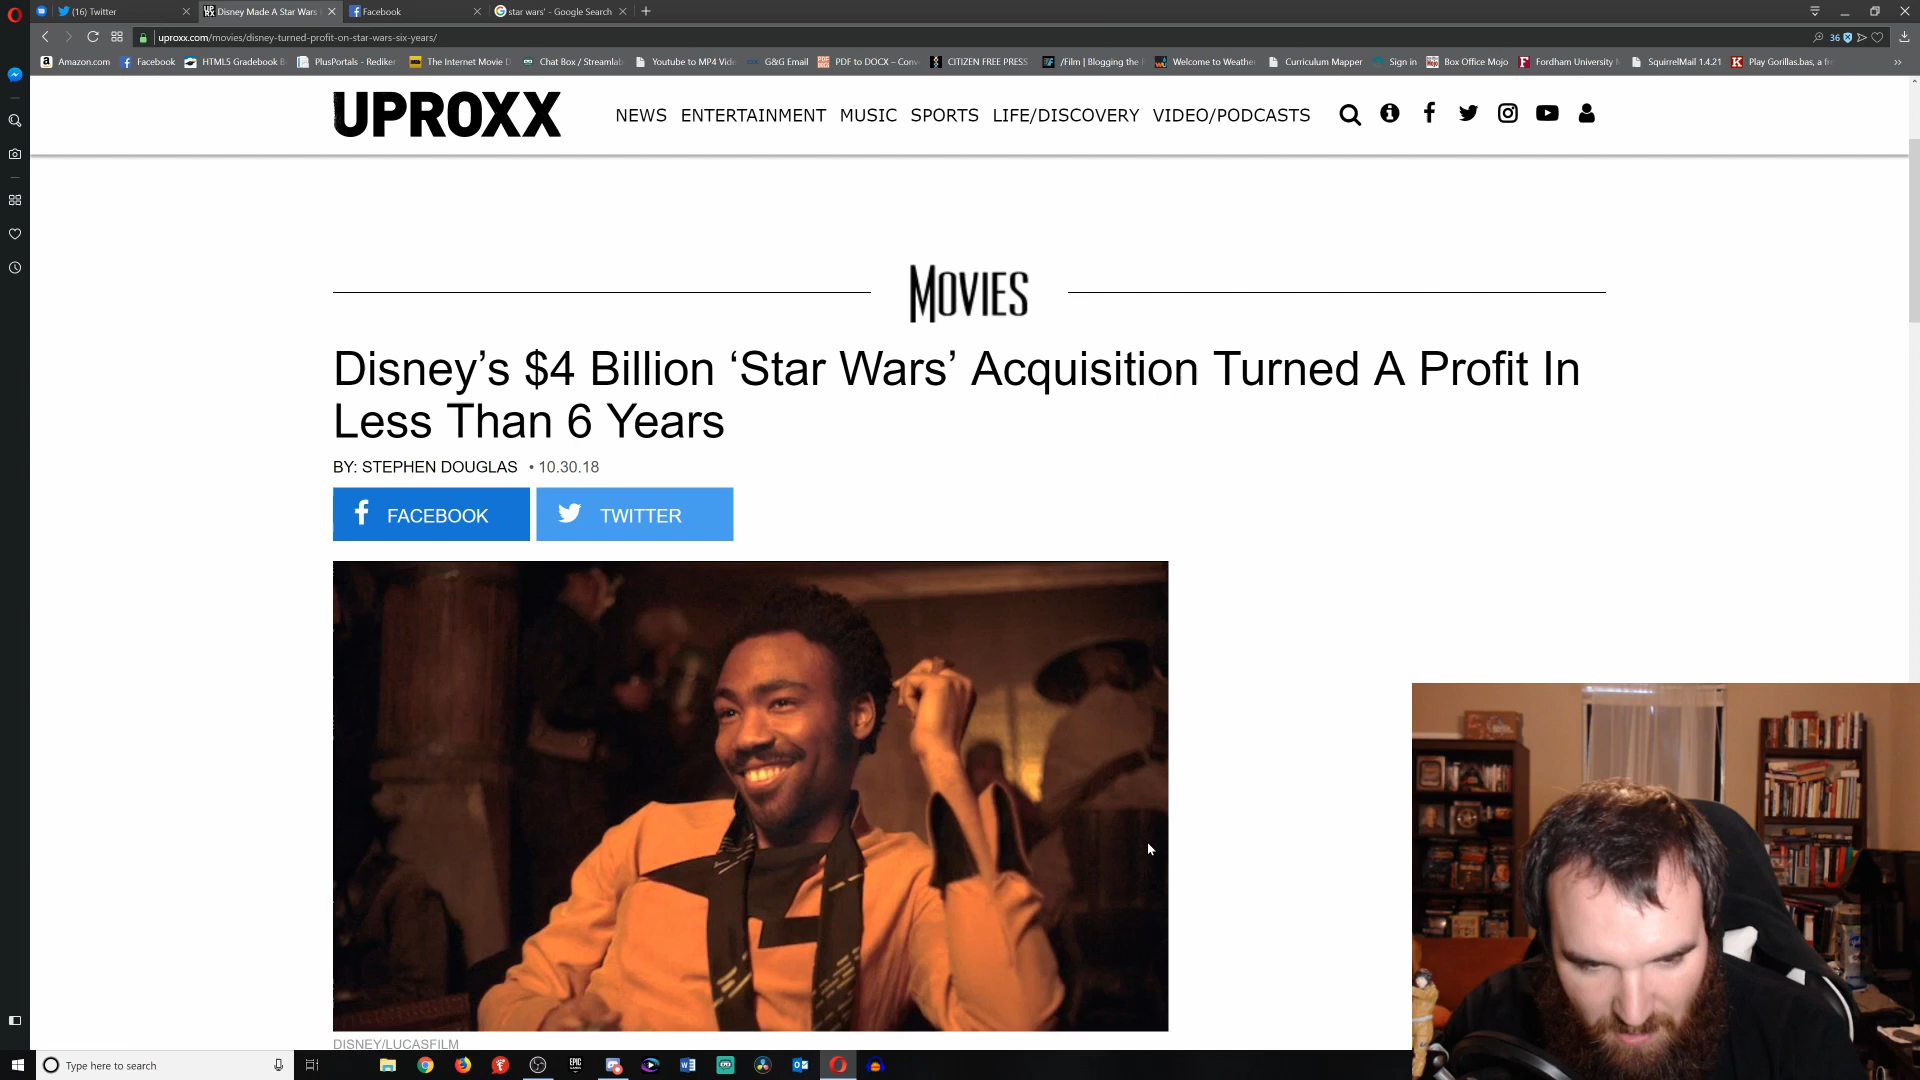 (16) Twitter
Disney Made A Star Wars
Facebook
star wars' - Google Search
uproxx.com/movies/disney-turned-profit-on-star-wars-six-years/
36
Amazon.com
Facebook
HTML5 Gradebook
PlusPortals - Rediker
The Internet Movie D
Chat Box / Streamlab
Youtube to MP4 Vide
G&G Email
PDF to DOCX – Conv
CITIZEN FREE PRESS
/Film | Blogging the
Welcome to Weathe
Curriculum Mapper
Sign in
Box Office Mojo
Fordham University
SquirrelMail 1.4.21
Play Gorillas.bas, a fr
UPROXX
NEWS ENTERTAINMENT MUSIC SPORTS LIFE/DISCOVERY VIDEO/PODCASTS
MOVIES
Disney’s $4 Billion ‘Star Wars’ Acquisition Turned A Profit In
Less Than 6 Years
BY: STEPHEN DOUGLAS • 10.30.18
FACEBOOK
TWITTER
DISNEY/LUCASFILM
Type here to search